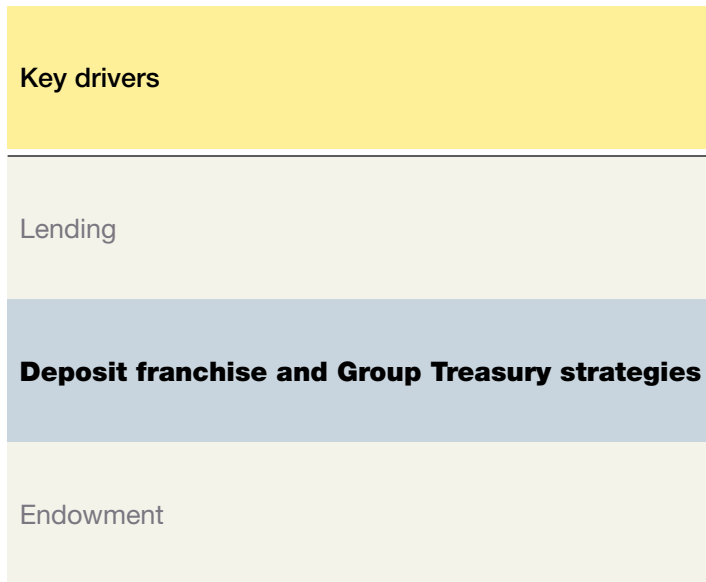 Key drivers
Lending
Deposit franchise and Group Treasury strategies
Endowment